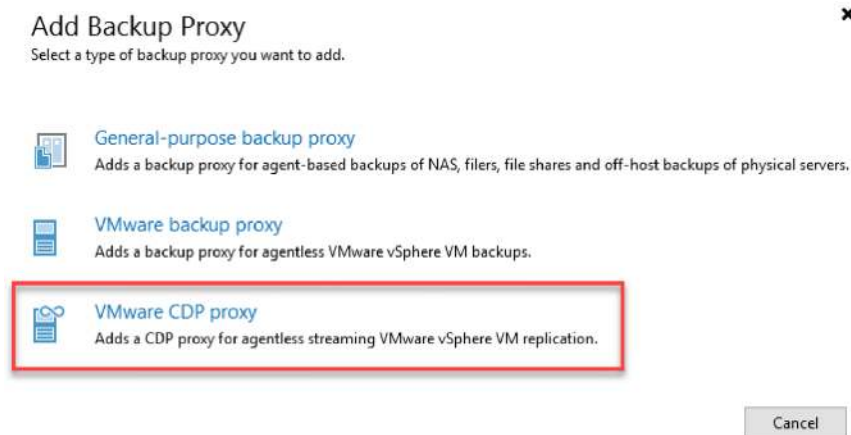 Add Backup Proxy
Select a type of backup proxy you want to add.
General-purpose backup proxy
Adds a backup proxy for agent-based backups of NAS, filers, file shares and off-host backups of physical servers.
VMware backup proxy
Adds a backup proxy for agentless VMware vSphere VM backups.
VMware CDP proxy
Adds a CDP proxy for agentless streaming VMware vSphere VM replication.
Cancel